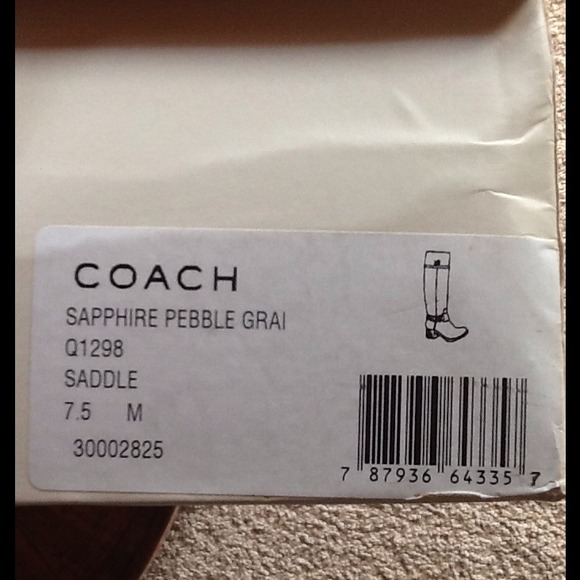 COACH
SAPPHIRE PEBBLE GRAI
Q1298
SADDLE
7.5 M
30002825
7 87936 64335 7